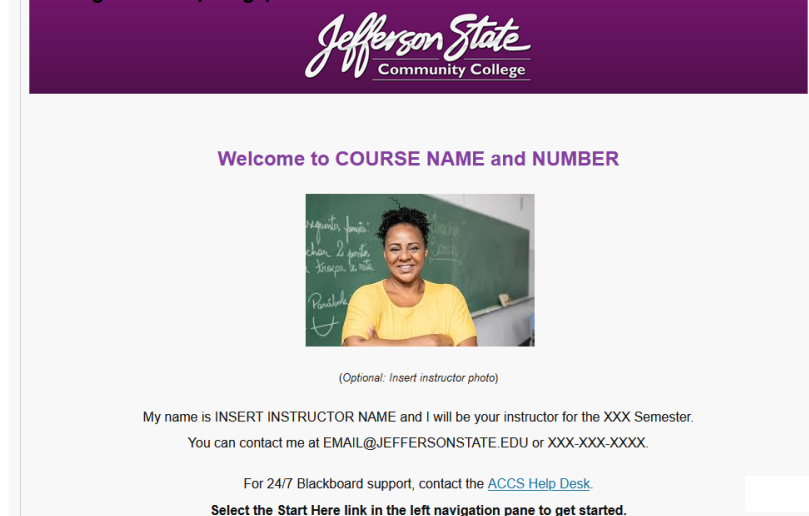 Jefferson State
Community College
Welcome to COURSE NAME and NUMBER
char 2
Parábola
(Optional: Insert instructor photo)
My name is INSERT INSTRUCTOR NAME and I will be your instructor for the XXX Semester.
You can contact me at EMAIL@JEFFERSONSTATE.EDU or XXX-XXX-XXXX.
For 24/7 Blackboard support, contact the ACCS Help Desk.
Select the Start Here link in the left navigation pane to get started.